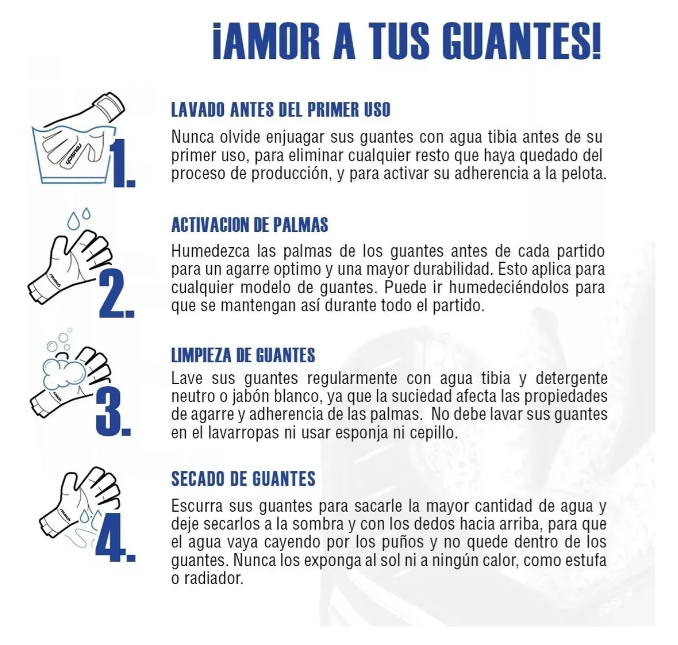 ¡AMOR A TUS GUANTES!
1.
LAVADO ANTES DEL PRIMER USO
Nunca olvide enjuagar sus guantes con agua tibia antes de su
primer uso, para eliminar cualquier resto que haya quedado del
proceso de producción, y para activar su adherencia a la pelota.
2.
ACTIVACION DE PALMAS
Humedezca las palmas de los guantes antes de cada partido
para un agarre optimo y una mayor durabilidad. Esto aplica para
cualquier modelo de guantes. Puede ir humedeciéndolos para
que se mantengan así durante todo el partido.
3.
LIMPIEZA DE GUANTES
Lave sus guantes regularmente con agua tibia y detergente
neutro o jabón blanco, ya que la suciedad afecta las propiedades
de agarre y adherencia de las palmas. No debe lavar sus guantes
en el lavarropas ni usar esponja ni cepillo.
4.
SECADO DE GUANTES
Escurra sus guantes para sacarle la mayor cantidad de agua y
deje secarlos a la sombra y con los dedos hacia arriba, para que
el agua vaya cayendo por los puños y no quede dentro de los
guantes. Nunca los exponga al sol ni a ningún calor, como estufa
o radiador.